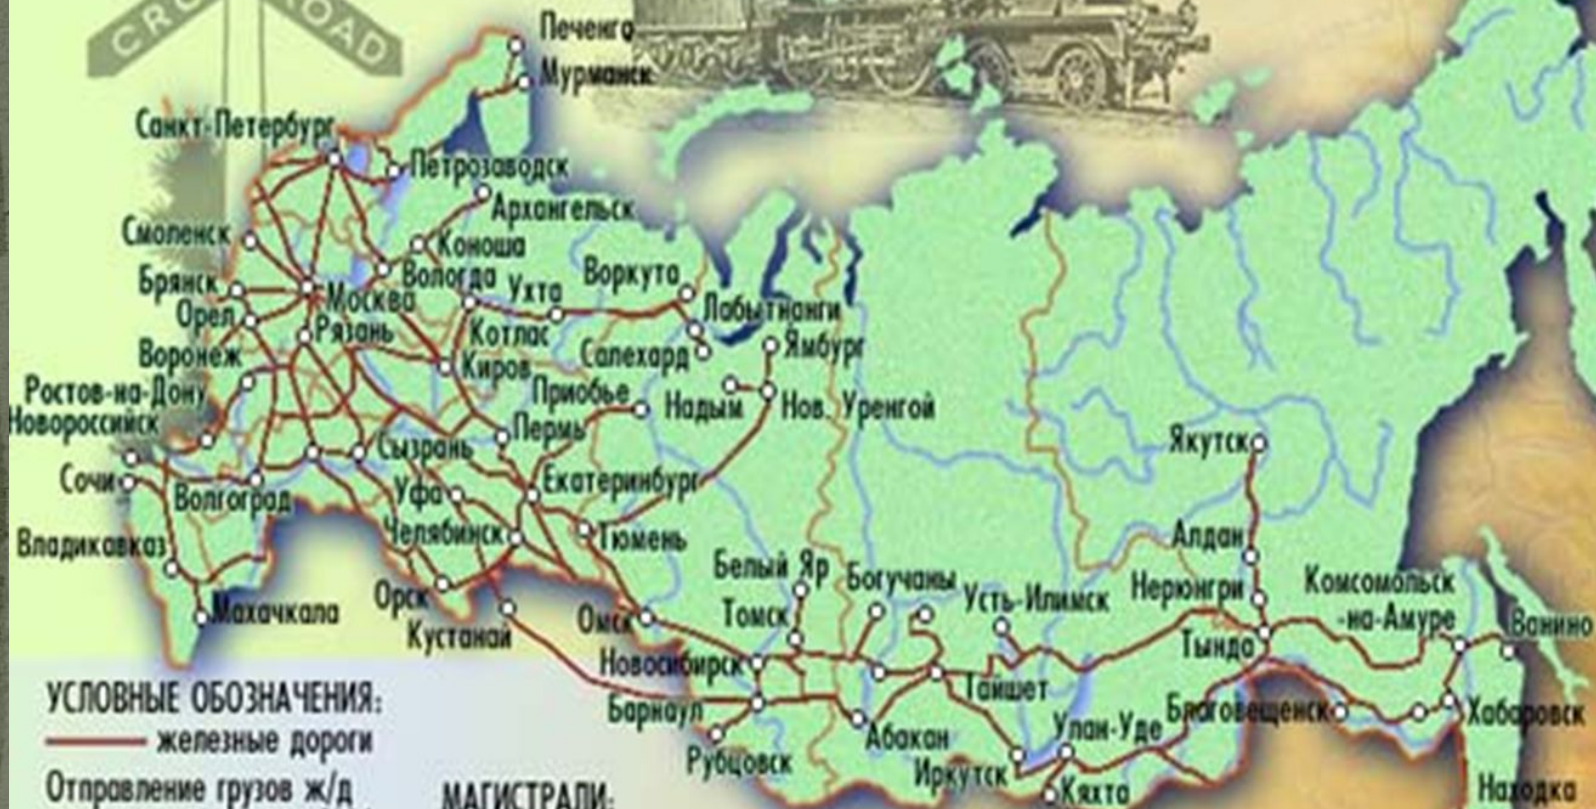 CRO
ROAD
Печенга
Мурманск
Санкт-Петербург
Петрозаводск
Архангельск
Смоленск
Коноша
Брянск
Вологда
Ухта
Воркута
Москва
Лабытнанги
Орел
Рязань
Котлас
Салехард
Ямбург
Воронеж
Киров
Ростов-на-Дону
Приобье
Надым
Нов. Уренгой
Новороссийск
Пермь
Якутск
Сызрань
Сочи
Волгоград
Уфа
Екатеринбург
Челябинск
Тюмень
Алдан
Владикавказ
Белый Яр
Богучаны
Усть-Илимск
Нерюнгри
Комсомольск
-на-Амуре
Махачкала
Орск
Кустанай
Омск
Томск
Тында
Ванино
Новосибирск
Тайшет
Барнаул
Абакан
Улан-Уде
Благовещенск
Хабаровск
Рубцовск
Иркутск
Кяхта
Находка
УСЛОВНЫЕ ОБОЗНАЧЕНИЯ:
железные дороги
Отправление грузов ж/д
МАГИСТРАЛИ: